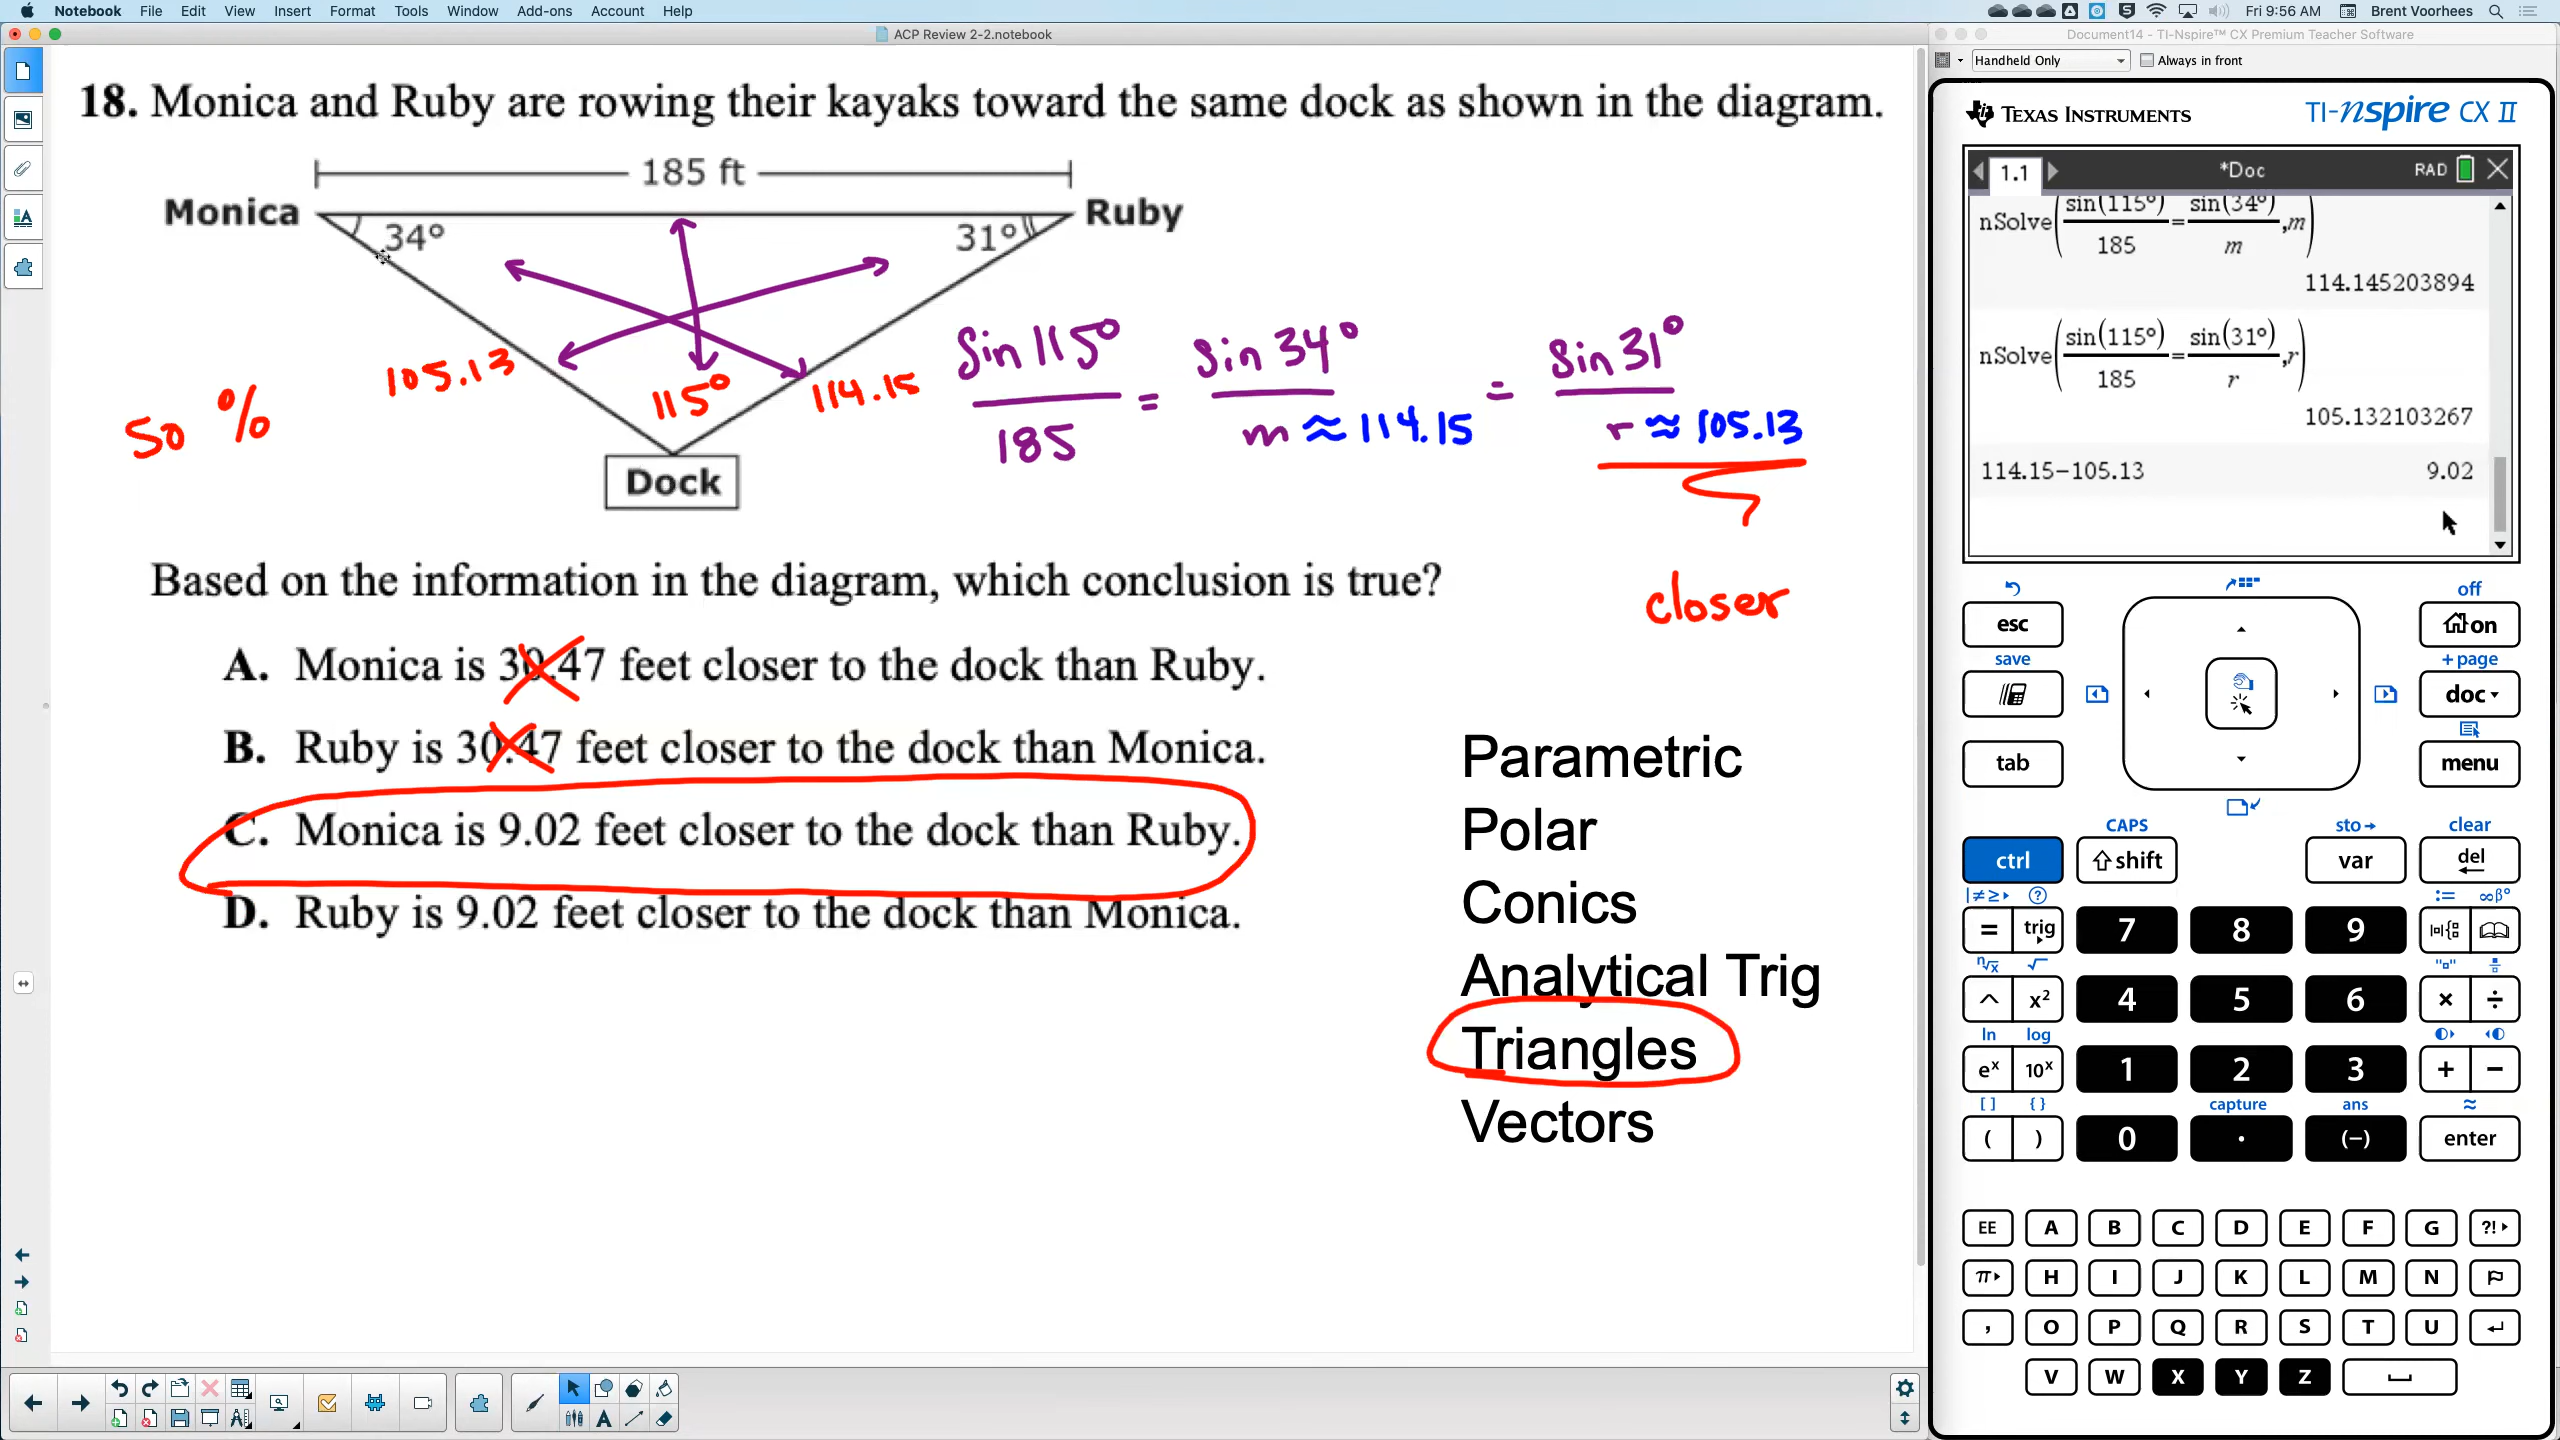 Notebook File Edit View Insert Format Tools Window Add-ons Account Help
Fri 9:56 AM Brent Voorhees
ACP Review 2-2.notebook
Document14 - TI-Nspire™ CX Premium Teacher Software
Handheld Only Always in front
18. Monica and Ruby are rowing their kayaks toward the same dock as shown in the diagram.
185 ft
Monica
Ruby
34°
31°
105.13
115°
114.15
50 %
Dock
sin 115° / 185 = sin 34° / m ≈ 114.15 = sin 31° / r ≈ 105.13
closer
Based on the information in the diagram, which conclusion is true?
A. Monica is 30.47 feet closer to the dock than Ruby.
B. Ruby is 30.47 feet closer to the dock than Monica.
C. Monica is 9.02 feet closer to the dock than Ruby.
D. Ruby is 9.02 feet closer to the dock than Monica.
Parametric
Polar
Conics
Analytical Trig
Triangles
Vectors
TEXAS INSTRUMENTS TI-nspire CX II
1.1 *Doc RAD
nSolve(sin(115°)/185=sin(34°)/m,m)
114.145203894
nSolve(sin(115°)/185=sin(31°)/r,r)
105.132103267
114.15−105.13 9.02
off
esc on
save + page
doc
tab menu
CAPS sto→ clear
ctrl shift var del
|≠≥▸ ? := ∞β°
= trig 7 8 9
ⁿ√x √ "□"
^ x² 4 5 6 × ÷
ln log
eˣ 10ˣ 1 2 3 + −
[ ] { } capture ans ≈
( ) 0 . (−) enter
EE A B C D E F G ?!▸
π▸ H I J K L M N
, O P Q R S T U ↵
V W X Y Z
A